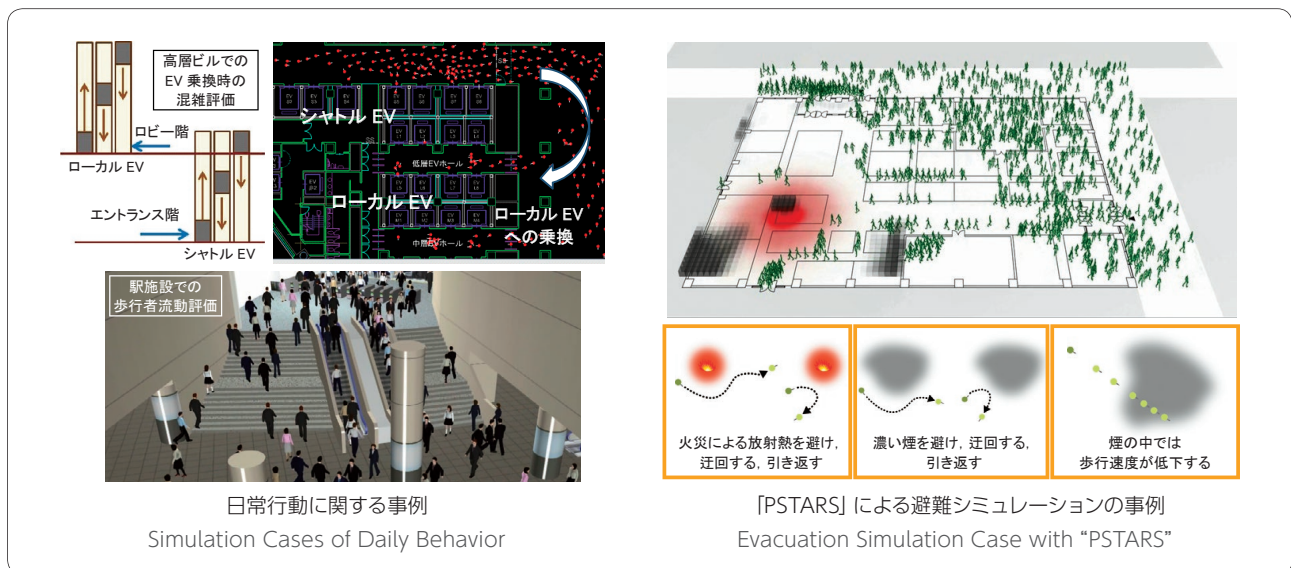 高層ビルでの
EV 乗換時の
混雑評価
ロビー階
ローカル EV
エントランス階
シャトル EV
シャトル EV
低層EVホール
ローカル EV
中層EVホール
ローカル EV
への乗換
駅施設での
歩行者流動評価
日常行動に関する事例
Simulation Cases of Daily Behavior
火災による放射熱を避け,
迂回する, 引き返す
濃い煙を避け, 迂回する,
引き返す
煙の中では
歩行速度が低下する
「PSTARS」による避難シミュレーションの事例
Evacuation Simulation Case with “PSTARS”